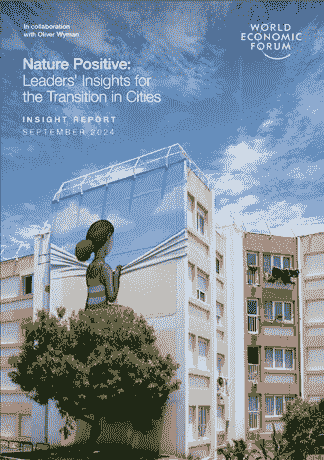 In collaboration
with Oliver Wyman
WORLD
ECONOMIC
FORUM
Nature Positive:
Leaders' Insights for
the Transition in Cities
INSIGHT REPORT
SEPTEMBER 2024